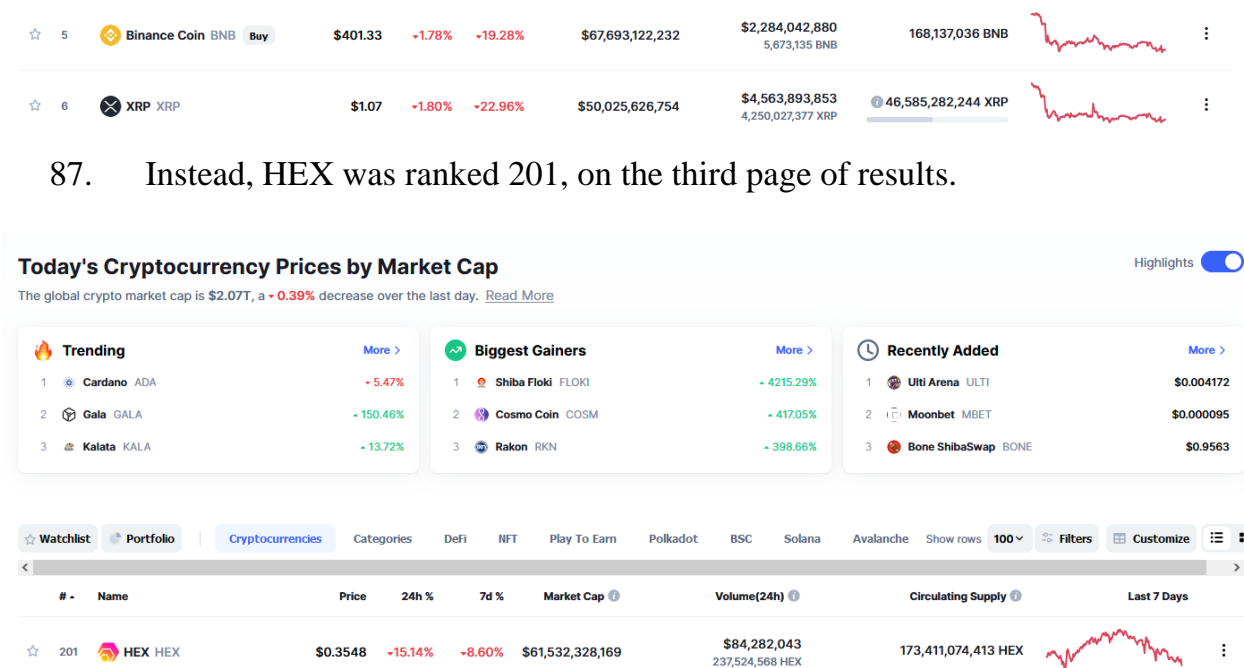 5 Binance Coin BNB Buy $401.33 1.78% 19.28% $67,693,122,232 $2,284,042,880 168,137,036 BNB
5,673,135 BNB
6 XRP XRP $1.07 1.80% 22.96% $50,025,626,754 $4,563,893,853 46,585,282,244 XRP
4,250,027,377 XRP
87. Instead, HEX was ranked 201, on the third page of results.
Today's Cryptocurrency Prices by Market Cap Highlights
The global crypto market cap is $2.07T, a 0.39% decrease over the last day. Read More
Trending More
1 Cardano ADA 5.47%
2 Gala GALA 150.46%
3 Kalata KALA 13.72%
Biggest Gainers More
1 Shiba Floki FLOKI 4215.29%
2 Cosmo Coin COSM 417.05%
3 Rakon RKN 398.66%
Recently Added More
1 Ulti Arena ULTI $0.004172
2 Moonbet MBET $0.000095
3 Bone ShibaSwap BONE $0.9563
Watchlist Portfolio Cryptocurrencies Categories DeFi NFT Play To Earn Polkadot BSC Solana Avalanche Show rows 100 Filters Customize
# Name Price 24h % 7d % Market Cap Volume(24h) Circulating Supply Last 7 Days
201 HEX HEX $0.3548 15.14% 8.60% $61,532,328,169 $84,282,043 173,411,074,413 HEX
237,524,568 HEX